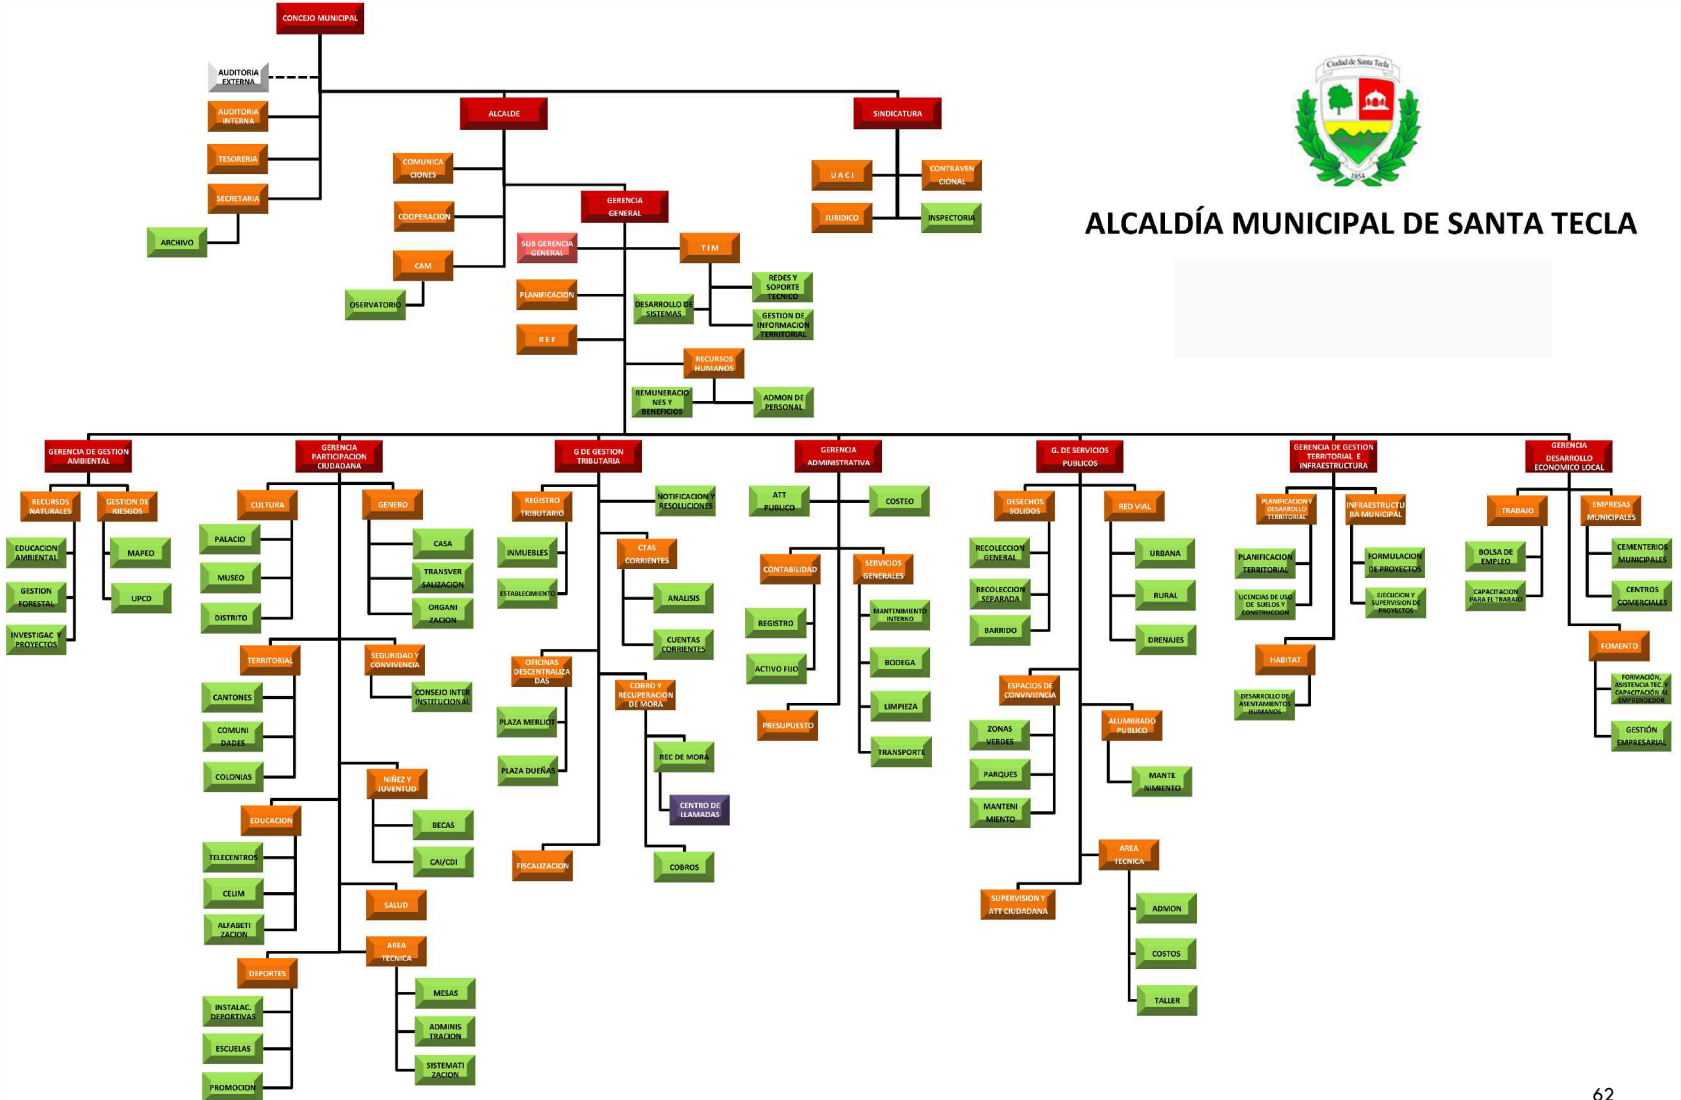 CONCEJO MUNICIPAL
AUDITORIA
EXTERNA
AUDITORIA
INTERNA
TESORERIA
SECRETARIA
ARCHIVO
ALCALDE
COMUNICA
CIONES
COOPERACION
CAM
OSERVATORIO
SINDICATURA
U A C I
CONTRAVEN
CIONAL
JURIDICO
INSPECTORIA
Ciudad de Santa Tecla
1854
ALCALDÍA MUNICIPAL DE SANTA TECLA
GERENCIA
GENERAL
SUB GERENCIA
GENERAL
T I M
PLANIFICACION
R E F
REDES Y
SOPORTE
TECNICO
DESARROLLO DE
SISTEMAS
GESTION DE
INFORMACION
TERRITORIAL
RECURSOS
HUMANOS
REMUNERACIO
NES Y
BENEFICIOS
ADMON DE
PERSONAL
GERENCIA DE GESTION
AMBIENTAL
RECURSOS
NATURALES
GESTION DE
RIESGOS
EDUCACION
AMBIENTAL
GESTION
FORESTAL
INVESTIGAC Y
PROYECTOS
MAPEO
UPCD
GERENCIA
PARTICIPACION
CIUDADANA
CULTURA
GENERO
PALACIO
MUSEO
DISTRITO
CASA
TRANSVER
SALIZACION
ORGANI
ZACION
TERRITORIAL
SEGURIDAD Y
CONVIVENCIA
CANTONES
COMUNI
DADES
COLONIAS
CONSEJO INTER
INSTITUCIONAL
NIÑEZ Y
JUVENTUD
BECAS
CAI/CDI
EDUCACION
TELECENTROS
CELIM
ALFABETI
ZACION
SALUD
AREA
TECNICA
DEPORTES
INSTALAC.
DEPORTIVAS
ESCUELAS
PROMOCION
MESAS
ADMINIS
TRACION
SISTEMATI
ZACION
G DE GESTION
TRIBUTARIA
REGISTRO
TRIBUTARIO
NOTIFICACION Y
RESOLUCIONES
INMUEBLES
ESTABLECIMIENTO
CTAS
CORRIENTES
ANALISIS
CUENTAS
CORRIENTES
OFICINAS
DESCENTRALIZA
DAS
PLAZA MERLIOT
PLAZA DUEÑAS
COBRO Y
RECUPERACION
DE MORA
REC DE MORA
CENTRO DE
LLAMADAS
COBROS
FISCALIZACION
GERENCIA
ADMINISTRATIVA
ATT
PUBLICO
COSTEO
CONTABILIDAD
SERVICIOS
GENERALES
REGISTRO
ACTIVO FIJO
MANTENIMIENTO
INTERNO
BODEGA
LIMPIEZA
TRANSPORTE
PRESUPUESTO
G. DE SERVICIOS
PUBLICOS
DESECHOS
SOLIDOS
RED VIAL
RECOLECCION
GENERAL
RECOLECCION
SEPARADA
BARRIDO
URBANA
RURAL
DRENAJES
ESPACIOS DE
CONVIVIENCIA
ZONAS
VERDES
PARQUES
MANTENI
MIENTO
ALUMBRADO
PUBLICO
MANTE
NIMIENTO
AREA
TECNICA
SUPERVISION Y
ATT CIUDADANA
ADMON
COSTOS
TALLER
GERENCIA DE GESTION
TERRITORIAL E
INFRAESTRUCTURA
PLANIFICACION Y
DESARROLLO
TERRITORIAL
INFRAESTRUCTU
RA MUNICIPAL
PLANIFICACION
TERRITORIAL
LICENCIAS DE USO
DE SUELOS Y
CONSTRUCCION
FORMULACION
DE PROYECTOS
EJECUCION Y
SUPERVISION DE
PROYECTOS
HABITAT
DESARROLLO DE
ASENTAMIENTOS
HUMANOS
GERENCIA
DESARROLLO
ECONOMICO LOCAL
TRABAJO
EMPRESAS
MUNICIPALES
BOLSA DE
EMPLEO
CAPACITACION
PARA EL TRABAJO
CEMENTERIOS
MUNICIPALES
CENTROS
COMERCIALES
FOMENTO
FORMACIÓN,
ASISTENCIA TEC. Y
CAPACITACIÓN AL
EMPRENDEDOR
GESTIÓN
EMPRESARIAL
62